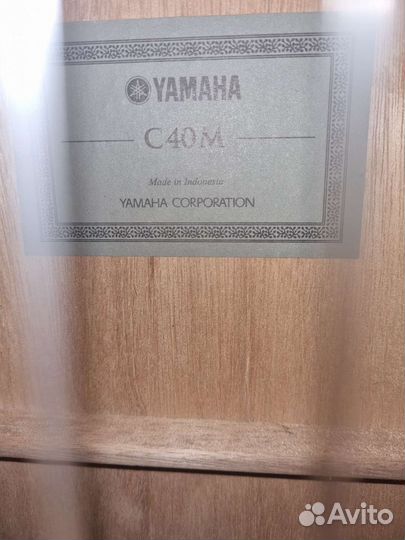 YAMAHA
C40M
Made in Indonesia
YAMAHA CORPORATION
Avito